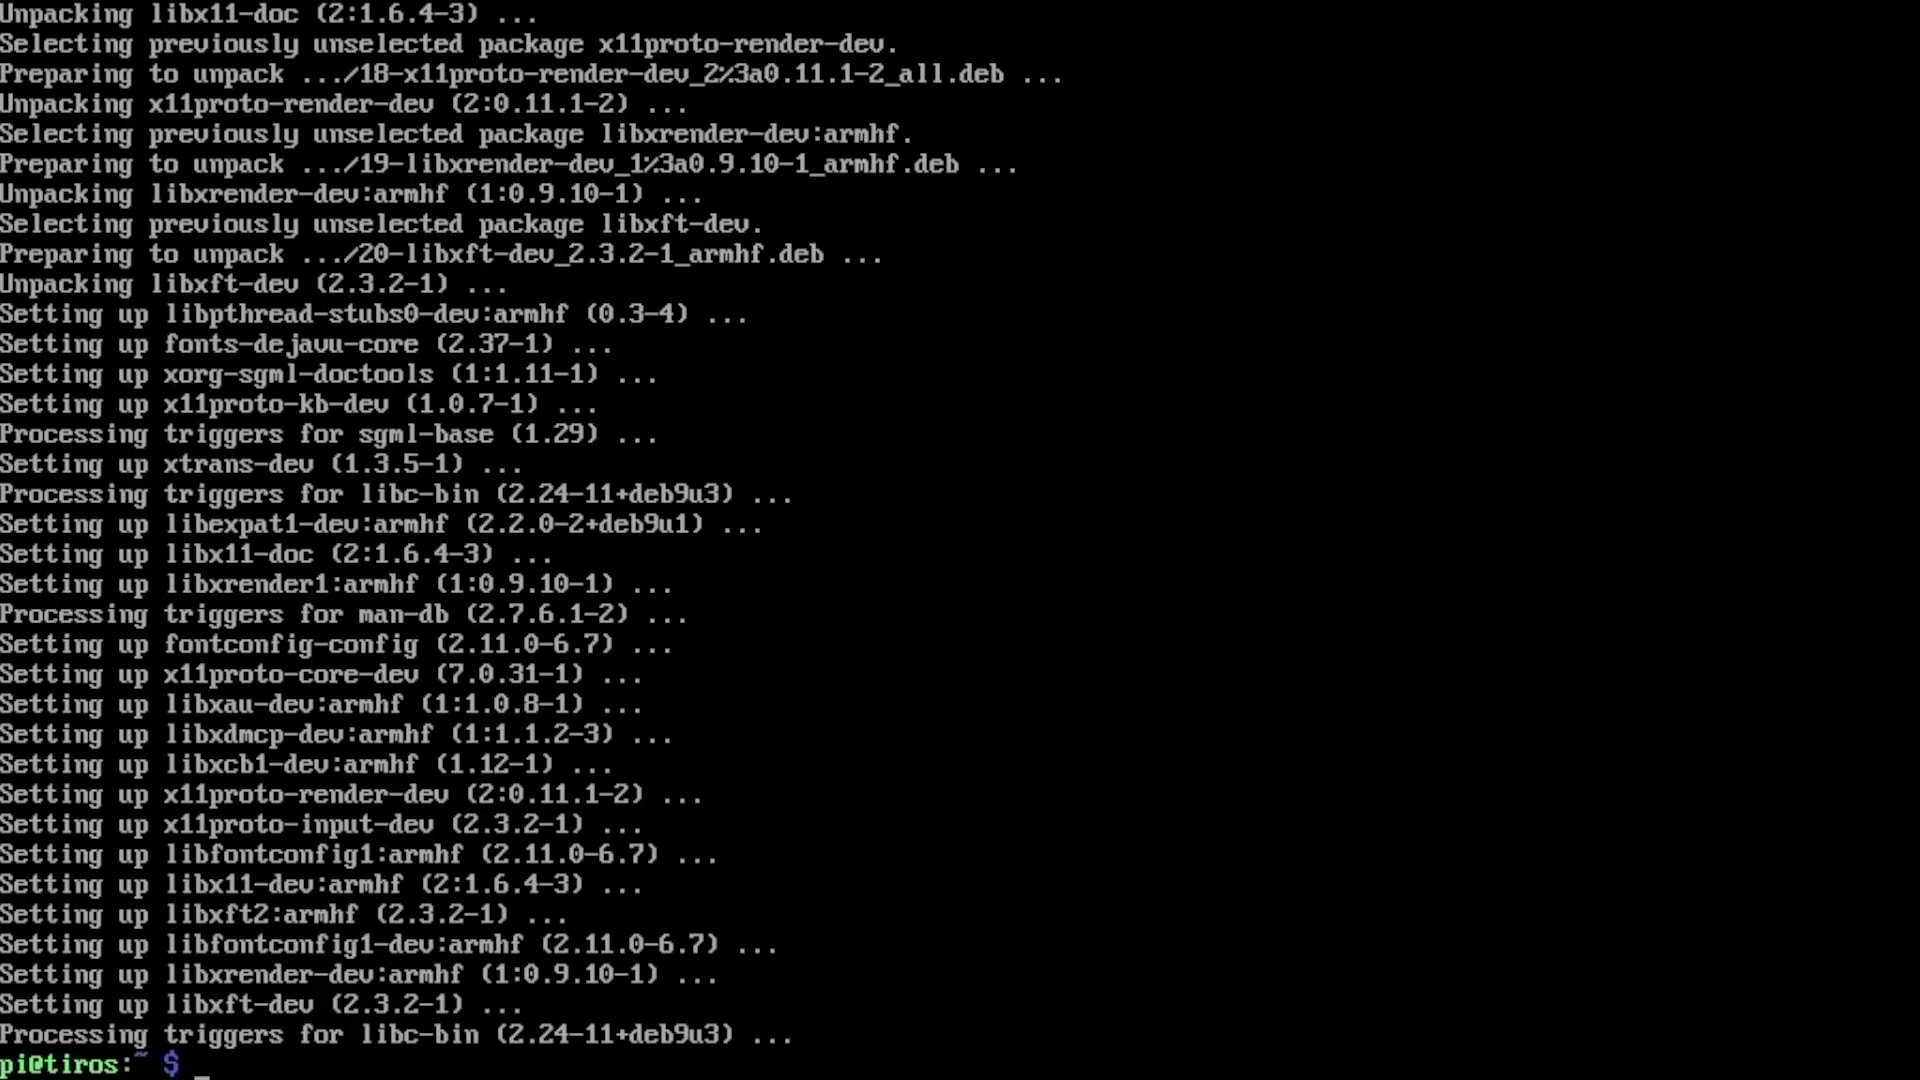 Unpacking libx11-doc (2:1.6.4-3) ...
Selecting previously unselected package x11proto-render-dev.
Preparing to unpack .../18-x11proto-render-dev_2%3a0.11.1-2_all.deb ...
Unpacking x11proto-render-dev (2:0.11.1-2) ...
Selecting previously unselected package libxrender-dev:armhf.
Preparing to unpack .../19-libxrender-dev_1%3a0.9.10-1_armhf.deb ...
Unpacking libxrender-dev:armhf (1:0.9.10-1) ...
Selecting previously unselected package libxft-dev.
Preparing to unpack .../20-libxft-dev_2.3.2-1_armhf.deb ...
Unpacking libxft-dev (2.3.2-1) ...
Setting up libpthread-stubs0-dev:armhf (0.3-4) ...
Setting up fonts-dejavu-core (2.37-1) ...
Setting up xorg-sgml-doctools (1:1.11-1) ...
Setting up x11proto-kb-dev (1.0.7-1) ...
Processing triggers for sgml-base (1.29) ...
Setting up xtrans-dev (1.3.5-1) ...
Processing triggers for libc-bin (2.24-11+deb9u3) ...
Setting up libexpat1-dev:armhf (2.2.0-2+deb9u1) ...
Setting up libx11-doc (2:1.6.4-3) ...
Setting up libxrender1:armhf (1:0.9.10-1) ...
Processing triggers for man-db (2.7.6.1-2) ...
Setting up fontconfig-config (2.11.0-6.7) ...
Setting up x11proto-core-dev (7.0.31-1) ...
Setting up libxau-dev:armhf (1:1.0.8-1) ...
Setting up libxdmcp-dev:armhf (1:1.1.2-3) ...
Setting up libxcb1-dev:armhf (1.12-1) ...
Setting up x11proto-render-dev (2:0.11.1-2) ...
Setting up x11proto-input-dev (2.3.2-1) ...
Setting up libfontconfig1:armhf (2.11.0-6.7) ...
Setting up libx11-dev:armhf (2:1.6.4-3) ...
Setting up libxft2:armhf (2.3.2-1) ...
Setting up libfontconfig1-dev:armhf (2.11.0-6.7) ...
Setting up libxrender-dev:armhf (1:0.9.10-1) ...
Setting up libxft-dev (2.3.2-1) ...
Processing triggers for libc-bin (2.24-11+deb9u3) ...
pi@tiros:~ $ _